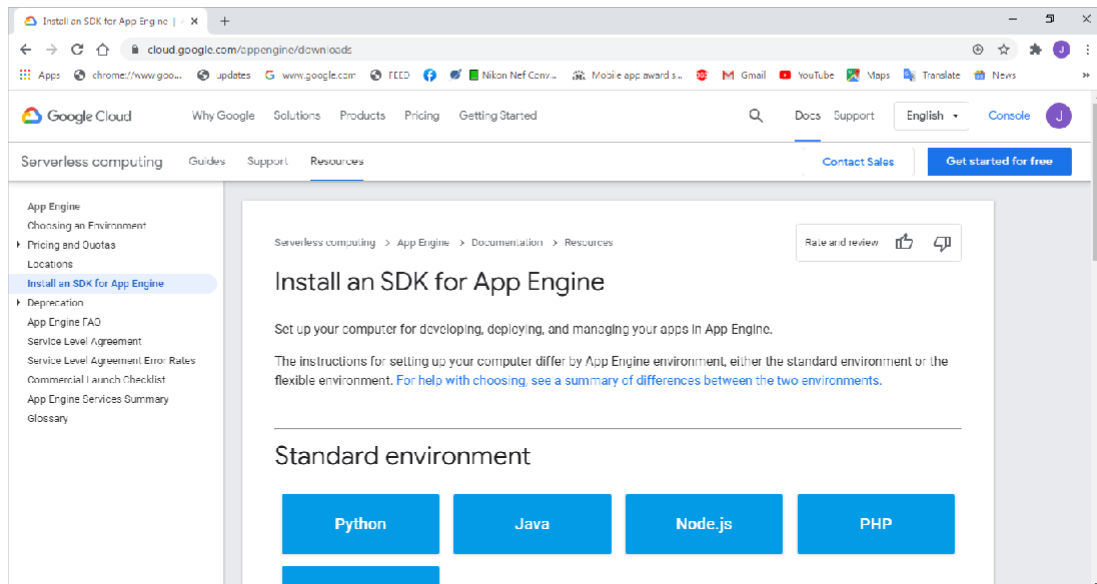 Install an SDK for App Engine |
cloud.google.com/appengine/downloads
Apps chrome://www.goo... updates www.google.com FEED Nikon Nef Conv... Mobile app award s... Gmail YouTube Maps Translate News »
Google Cloud Why Google Solutions Products Pricing Getting Started Docs Support English Console J
Serverless computing Guides Support Resources Contact Sales Get started for free
App Engine
Choosing an Environment
Pricing and Quotas
Locations
Install an SDK for App Engine
Deprecation
App Engine FAQ
Service Level Agreement
Service Level Agreement Error Rates
Commercial Launch Checklist
App Engine Services Summary
Glossary
Serverless computing > App Engine > Documentation > Resources
Rate and review
Install an SDK for App Engine
Set up your computer for developing, deploying, and managing your apps in App Engine.
The instructions for setting up your computer differ by App Engine environment, either the standard environment or the
flexible environment. For help with choosing, see a summary of differences between the two environments.
Standard environment
Python Java Node.js PHP